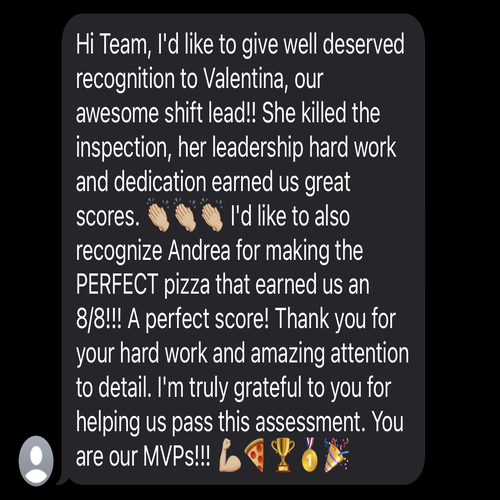 Hi Team, I'd like to give well deserved
recognition to Valentina, our
awesome shift lead!! She killed the
inspection, her leadership hard work
and dedication earned us great
scores. 👏🏼👏🏼👏🏼 I'd like to also
recognize Andrea for making the
PERFECT pizza that earned us an
8/8!!! A perfect score! Thank you for
your hard work and amazing attention
to detail. I'm truly grateful to you for
helping us pass this assessment. You
are our MVPs!!! 💪🏼🍕🏆🥇🎉